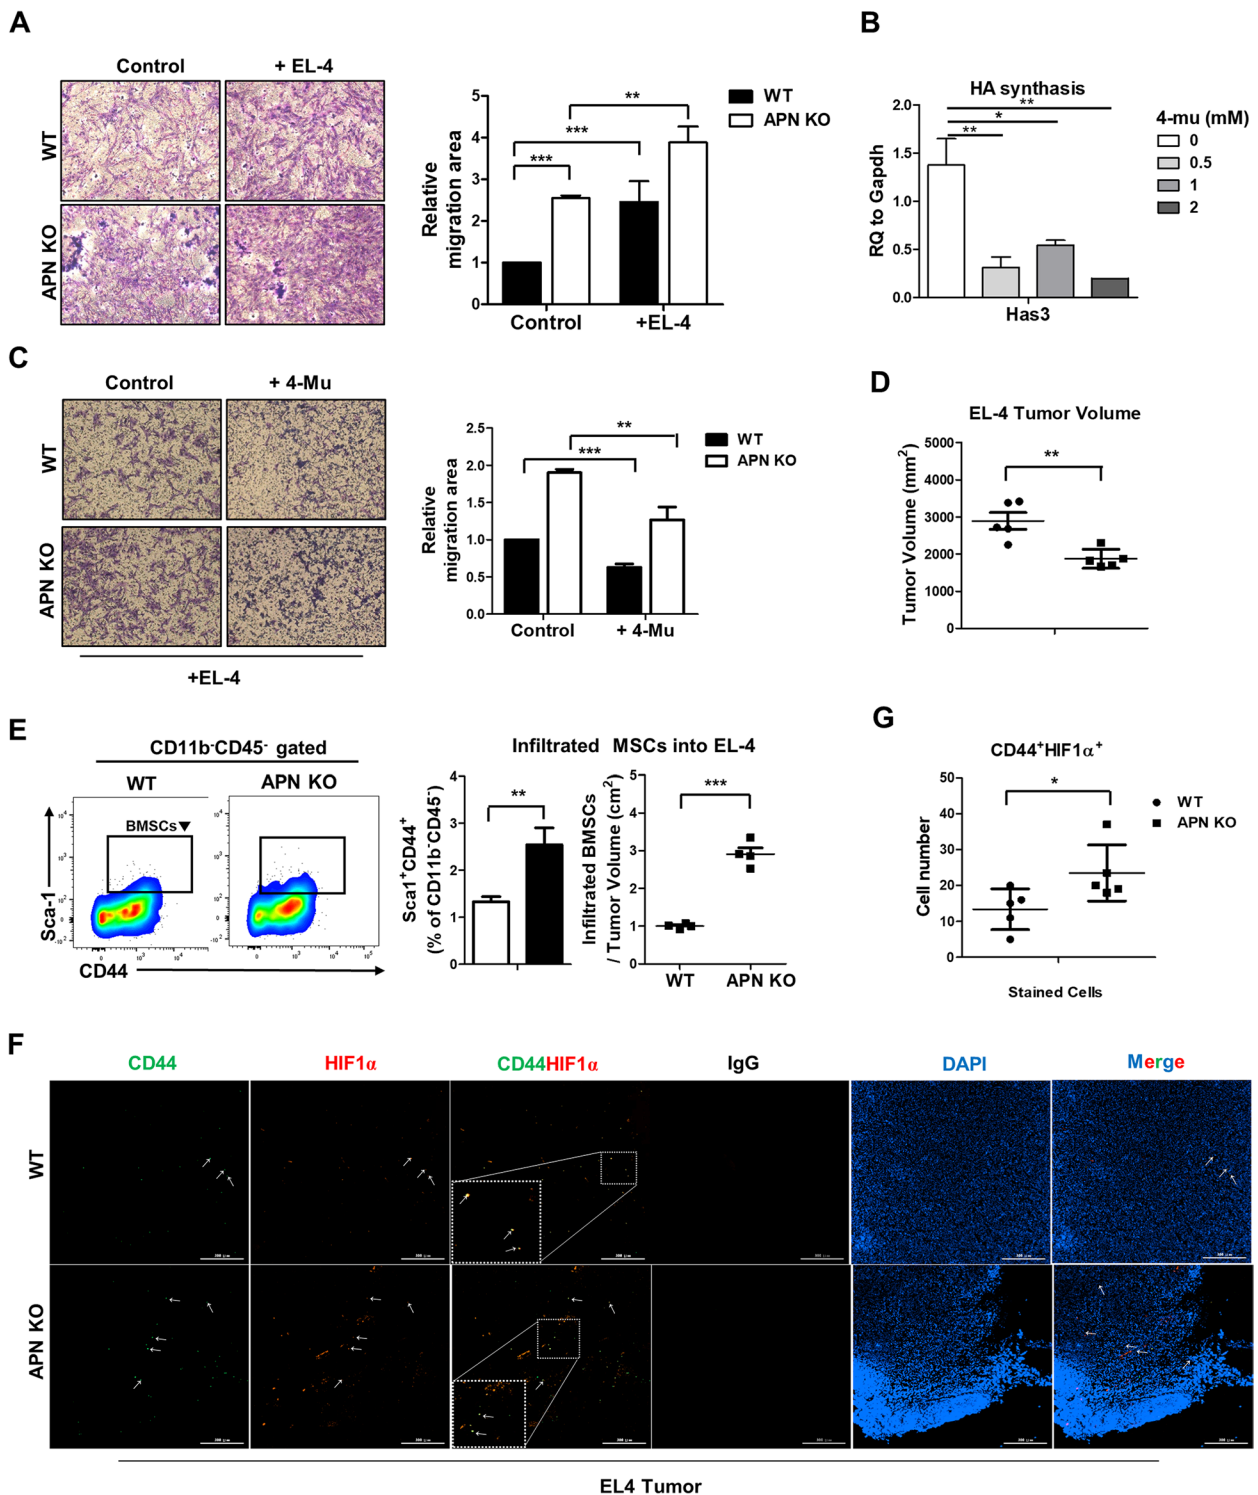 A
Control
+ EL-4
WT
APN KO
Relative
migration area
5
4
3
2
1
0
***
***
**
Control
+EL-4
WT
APN KO
B
HA synthesis
RQ to Gapdh
2.0
1.5
1.0
0.5
0.0
**
*
**
Has3
4-mu (mM)
0
0.5
1
2
C
Control
+ 4-Mu
WT
APN KO
+EL-4
Relative
migration area
2.5
2.0
1.5
1.0
0.5
0.0
**
***
Control
+ 4-Mu
WT
APN KO
D
EL-4 Tumor Volume
Tumor Volume (mm²)
5000
4000
3000
2000
1000
0
**
E
CD11b⁻CD45⁻ gated
WT
APN KO
BMSCs
Sca-1
CD44
Infiltrated MSCs into EL-4
Sca1⁺CD44⁺
(% of CD11b⁻CD45⁻)
4
3
2
1
0
**
Infiltrated BMSCs
/ Tumor Volume (cm²)
5
4
3
2
1
0
***
WT
APN KO
G
CD44⁺HIF1α⁺
Cell number
50
40
30
20
10
0
*
Stained Cells
WT
APN KO
F
CD44
HIF1α
CD44HIF1α
IgG
DAPI
Merge
WT
APN KO
EL4 Tumor